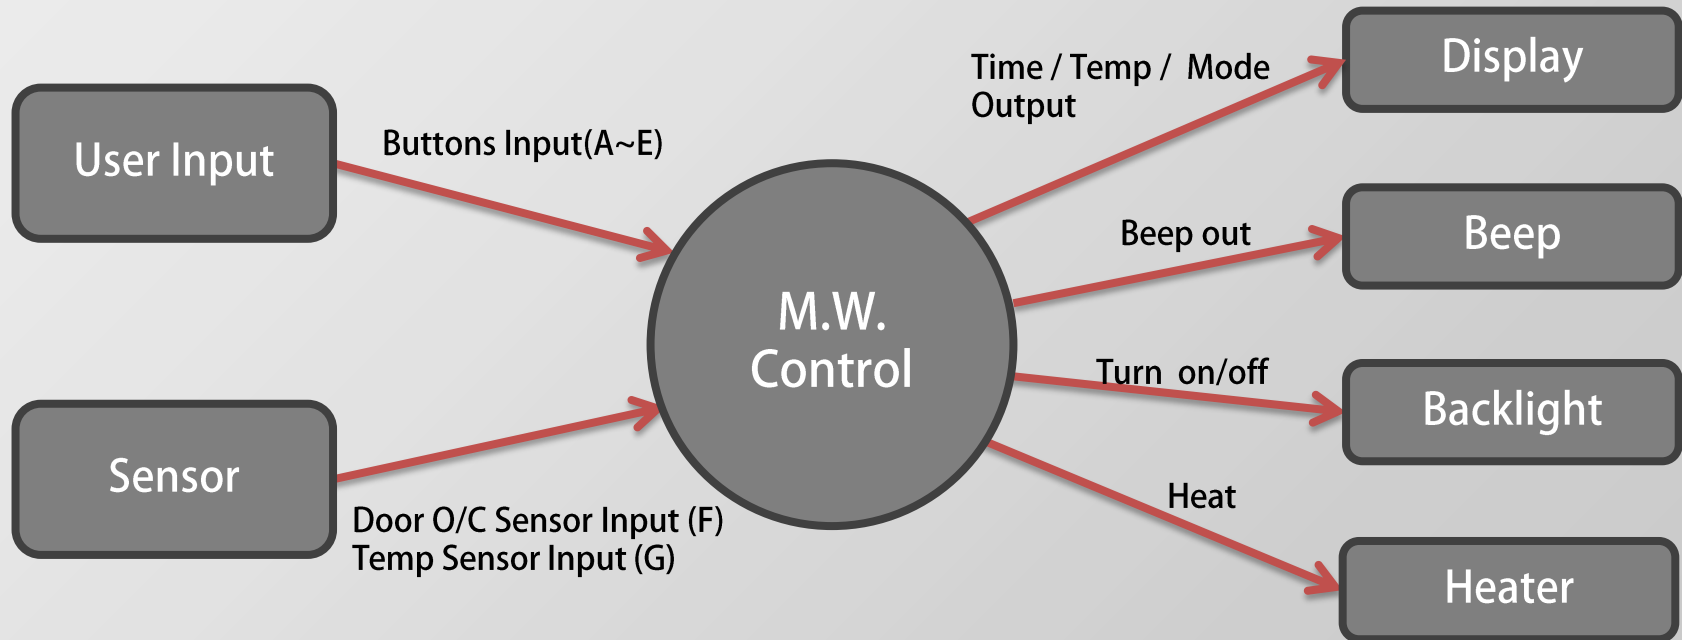 User Input
Buttons Input(A~E)
Sensor
Door O/C Sensor Input (F)
Temp Sensor Input (G)
M.W.
Control
Time / Temp /  Mode
Output
Display
Beep out
Beep
Turn  on/off
Backlight
Heat
Heater